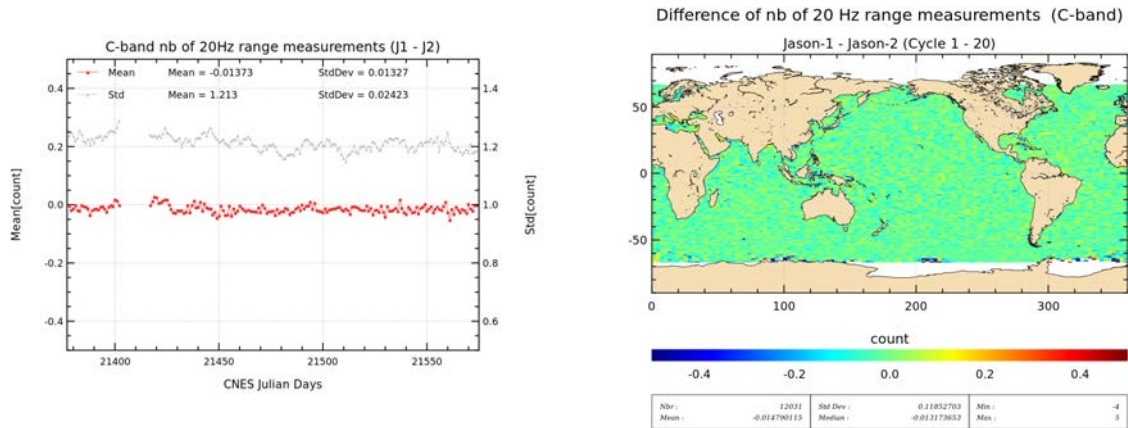 C-band nb of 20Hz range measurements (J1 - J2)
Mean Mean = -0.01373 StdDev = 0.01327
Std Mean = 1.213 StdDev = 0.02423
0.4 1.4
0.2 1.2
0.0 1.0
-0.2 0.8
-0.4 0.6
Mean[count]
Std[count]
21400 21450 21500 21550
CNES Julian Days
Difference of nb of 20 Hz range measurements (C-band)
Jason-1 - Jason-2 (Cycle 1 - 20)
50
0
-50
0 100 200 300
count
-0.4 -0.2 0.0 0.2 0.4
Nbr : 12031 Std Dev : 0.11852703 Min : -4
Mean : -0.014790115 Median : -0.013173653 Max : 5